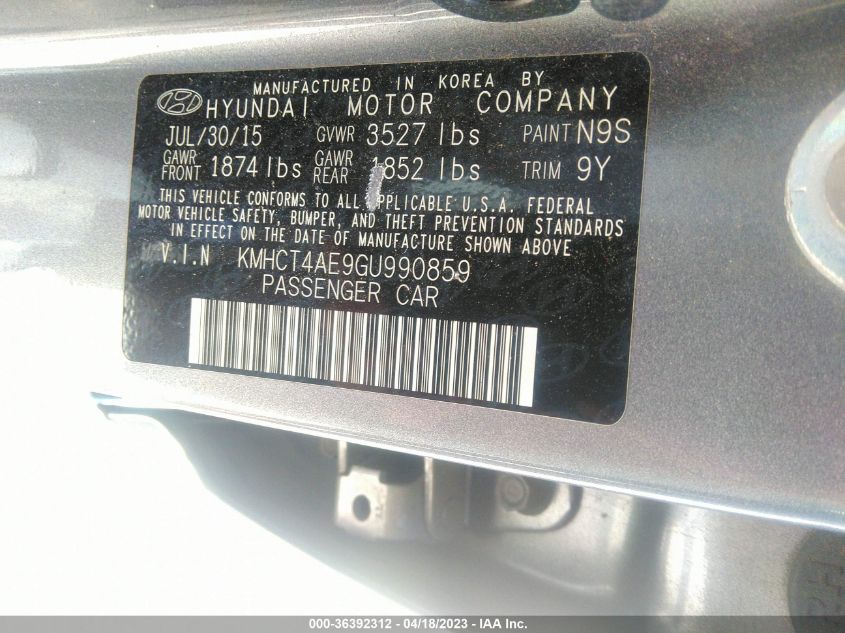 MANUFACTURED IN KOREA BY
HYUNDAI MOTOR COMPANY
JUL/30/15 GVWR 3527 lbs PAINT N9S
GAWR FRONT 1874 lbs GAWR REAR 1852 lbs TRIM 9Y
THIS VEHICLE CONFORMS TO ALL APPLICABLE U.S.A. FEDERAL
MOTOR VEHICLE SAFETY, BUMPER, AND THEFT PREVENTION STANDARDS
IN EFFECT ON THE DATE OF MANUFACTURE SHOWN ABOVE
V.I.N KMHCT4AE9GU990859
PASSENGER CAR
000-36392312 - 04/18/2023 - IAAI.com